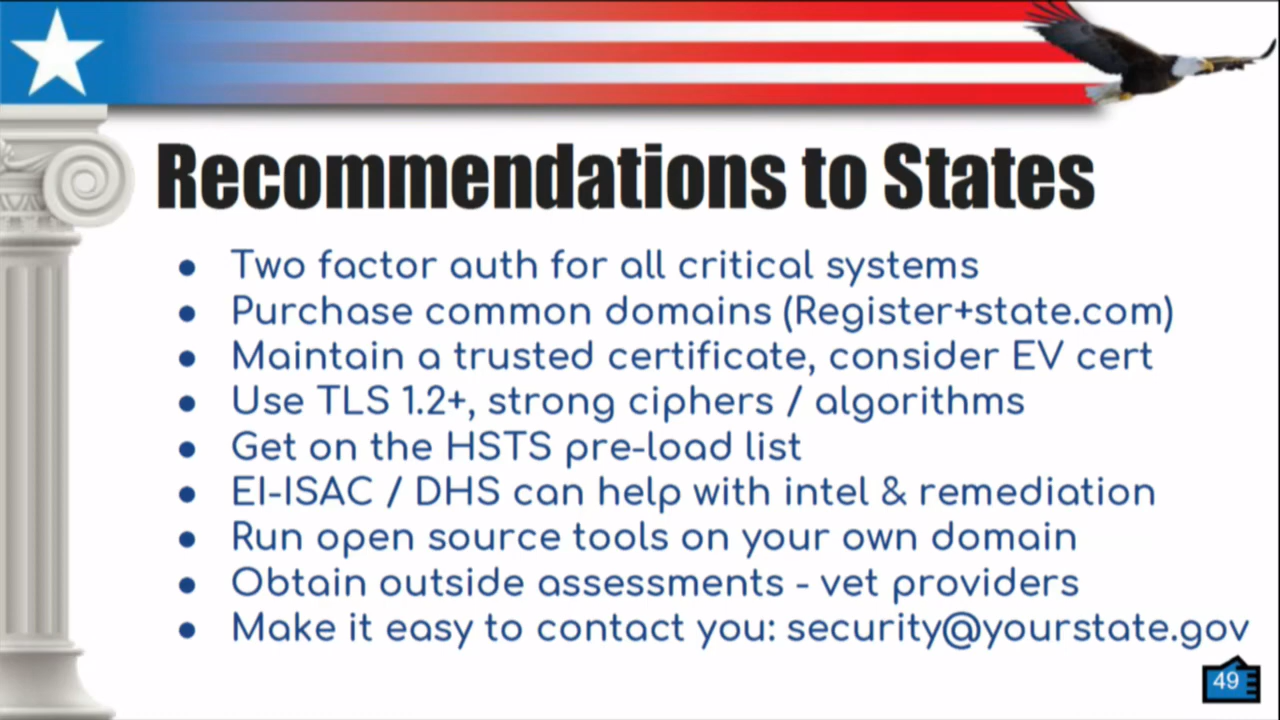 Recommendations to States
● Two factor auth for all critical systems
● Purchase common domains (Register+state.com)
● Maintain a trusted certificate, consider EV cert
● Use TLS 1.2+, strong ciphers / algorithms
● Get on the HSTS pre-load list
● EI-ISAC / DHS can help with intel & remediation
● Run open source tools on your own domain
● Obtain outside assessments - vet providers
● Make it easy to contact you: security@yourstate.gov
49